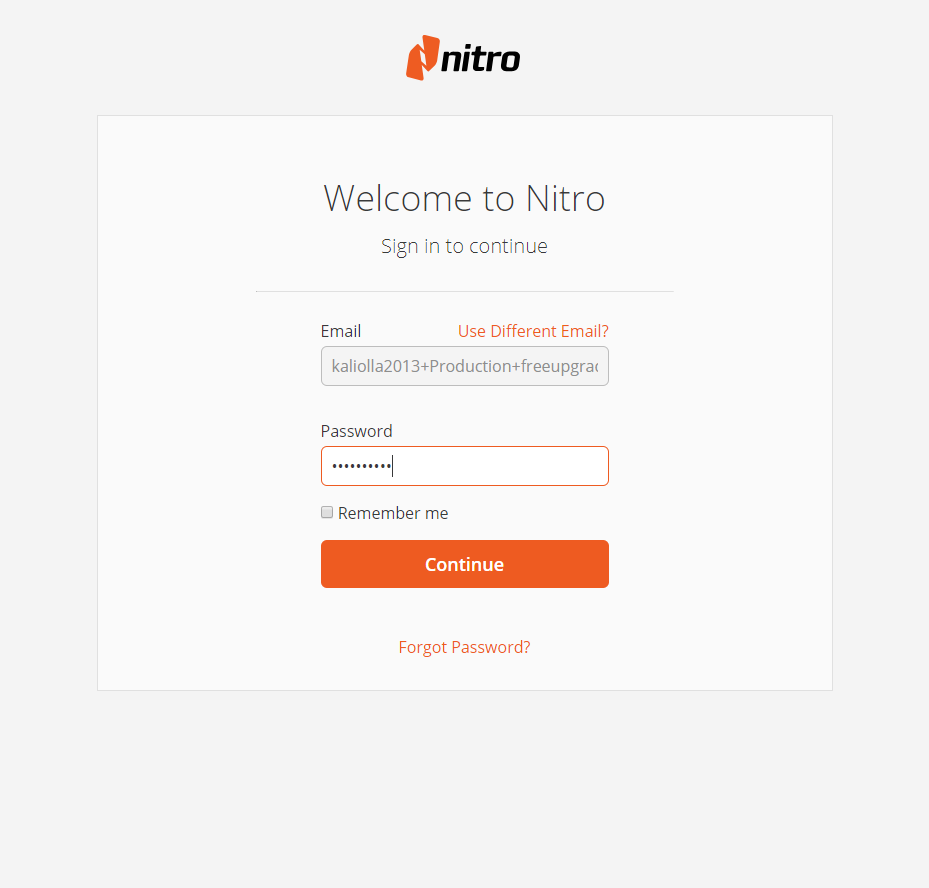 nitro
Welcome to Nitro
Sign in to continue
Email Use Different Email?
kaliolla2013+Production+freeupgrad
Password
••••••••••
Remember me
Continue
Forgot Password?